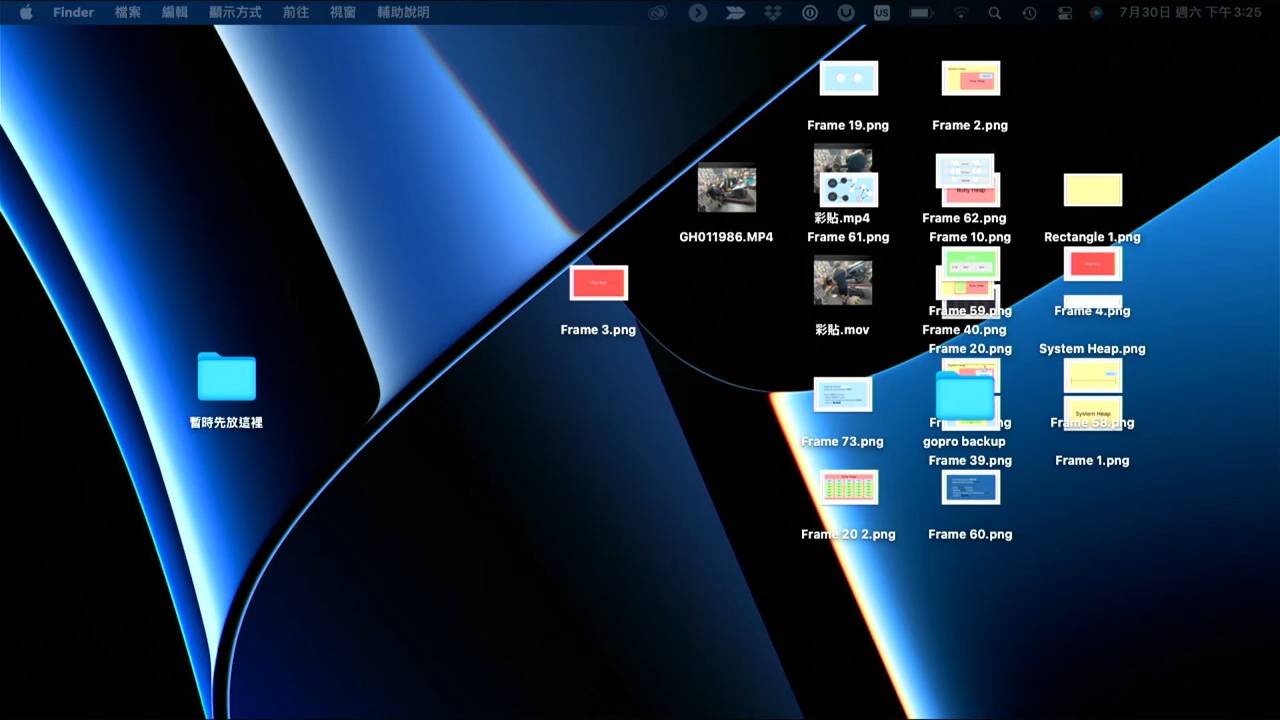 Finder 檔案 編輯 顯示方式 前往 視窗 輔助說明 US 7月30日 週六 下午3:25
Frame 19.png
Frame 2.png
彩貼.mp4
Frame 62.png
GH011986.MP4
Frame 61.png
Frame 10.png
Rectangle 1.png
Frame 59.png
Frame 4.png
Frame 3.png
彩貼.mov
Frame 40.png
Frame 20.png
System Heap.png
System Heap
暫時先放這裡
Frame 58.png
Frame 73.png
gopro backup
Frame 39.png
Frame 1.png
Frame 20 2.png
Frame 60.png